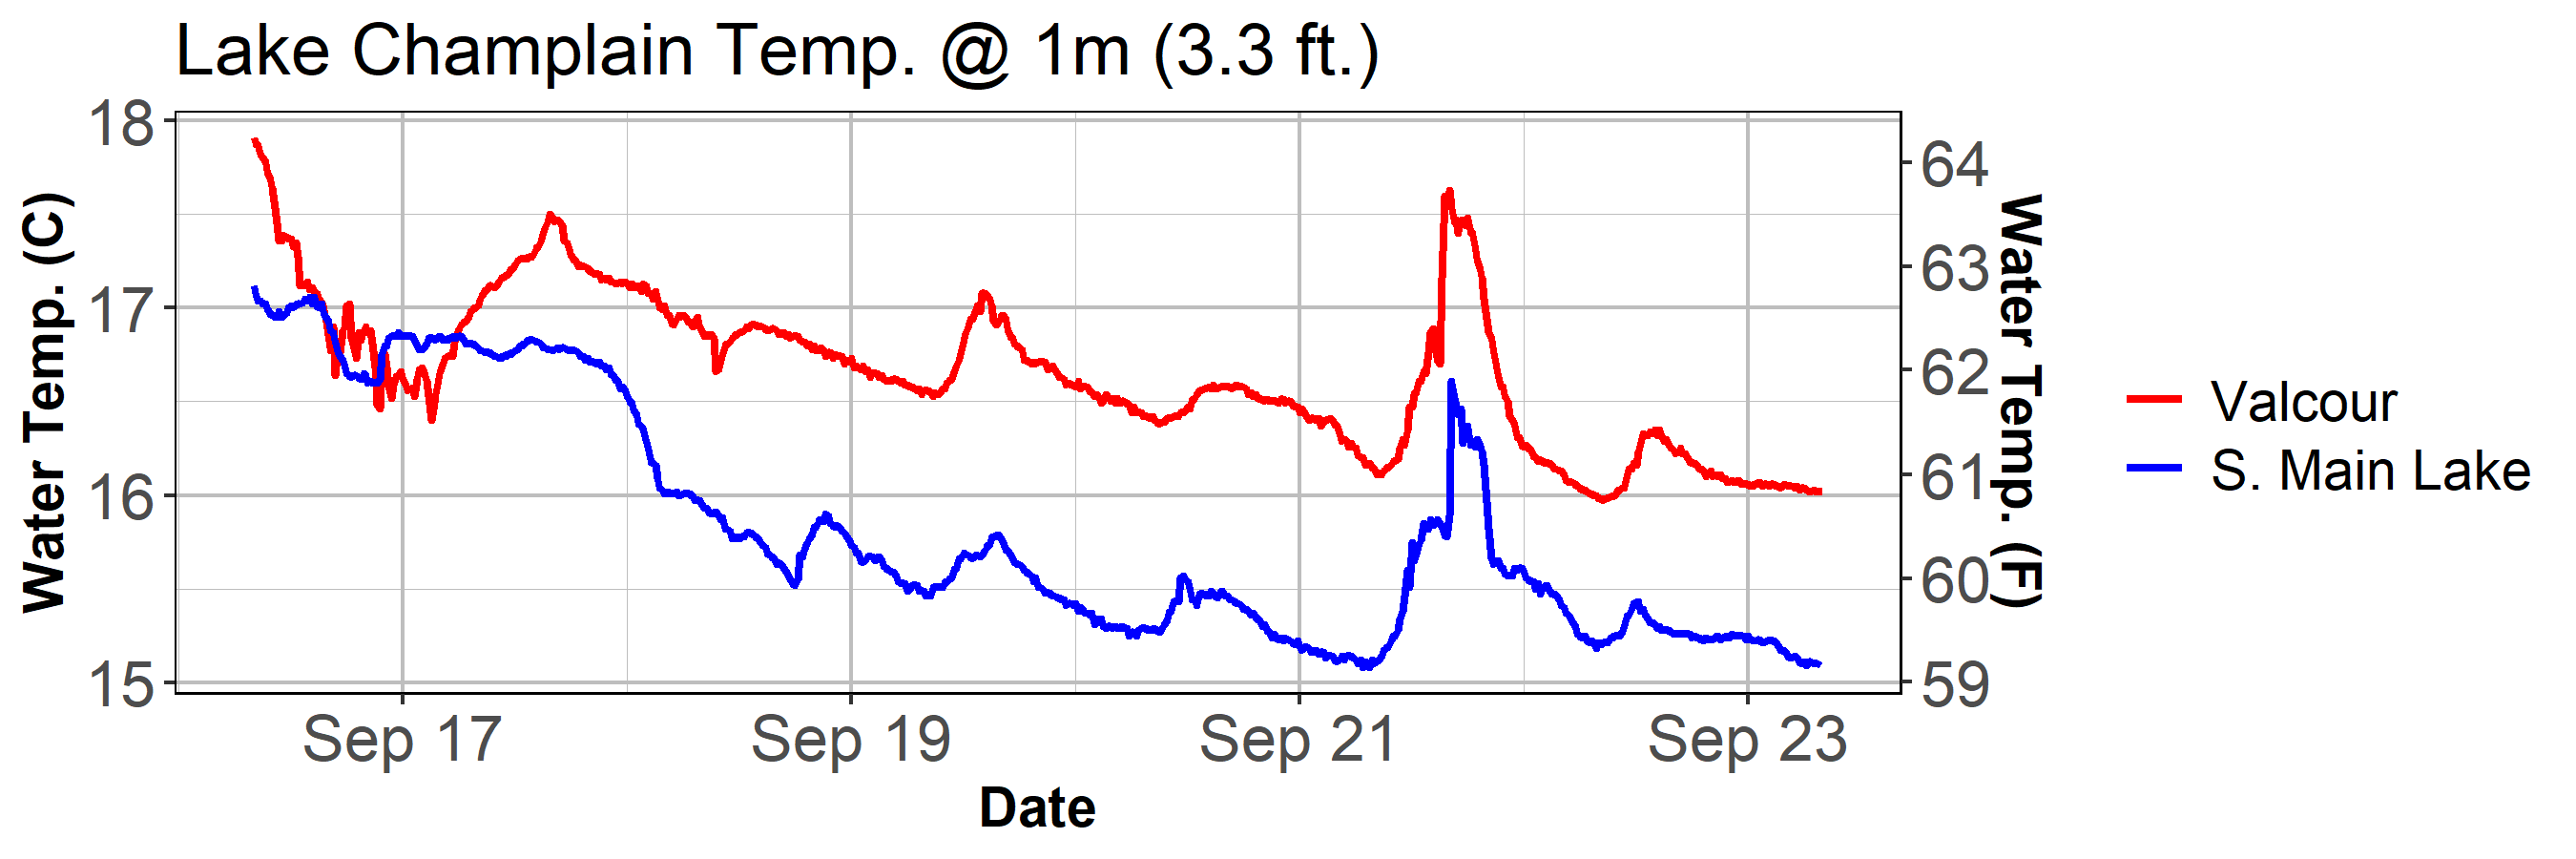 Lake Champlain Temp. @ 1m (3.3 ft.)
Water Temp. (C)
18
17
16
15
64
63
62
61
60
59
Water Temp. (F)
Sep 17
Sep 19
Sep 21
Sep 23
Date
Valcour
S. Main Lake